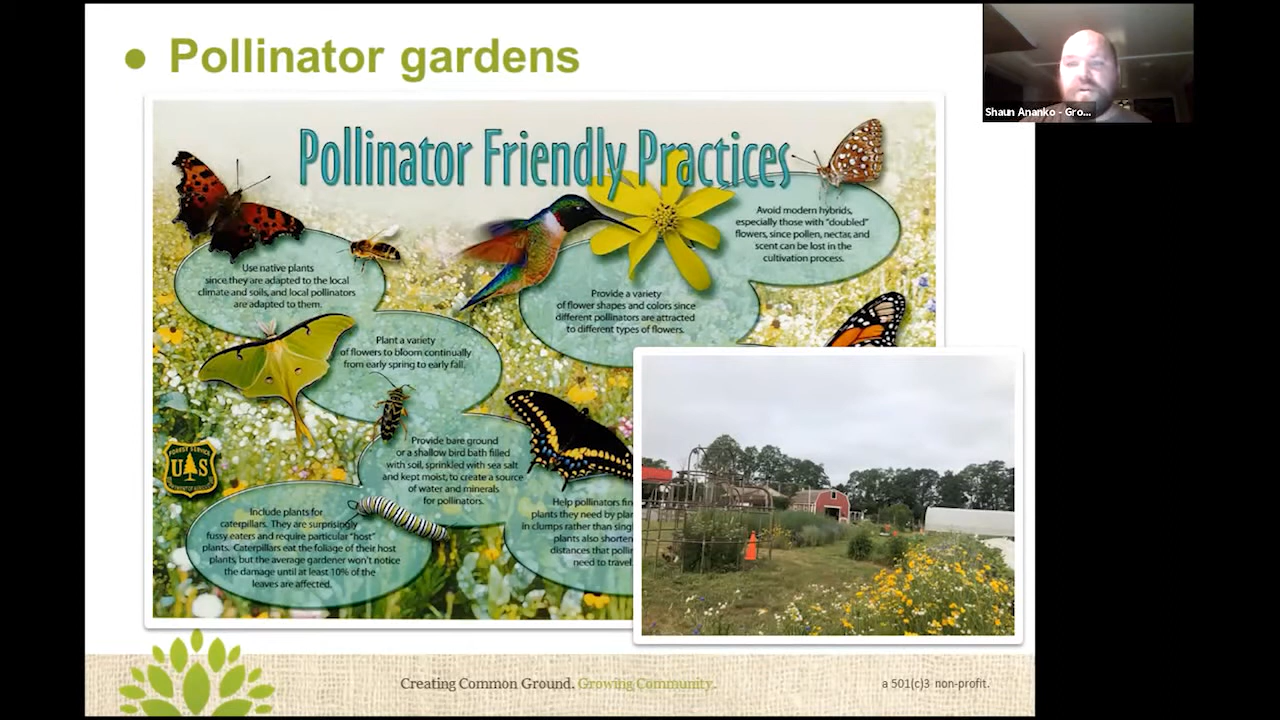 ● Pollinator gardens
Shaun Ananko - Gro...
Pollinator Friendly Practices
Avoid modern hybrids,
especially those with "doubled"
flowers, since pollen, nectar, and
scent can be lost in the
cultivation process.
Use native plants
since they are adapted to the local
climate and soils, and local pollinators
are adapted to them.
Provide a variety
of flower shapes and colors since
different pollinators are attracted
to different types of flowers.
Plant a variety
of flowers to bloom continually
from early spring to early fall.
Provide bare ground
or a shallow bird bath filled
with soil, sprinkled with sea salt
and kept moist, to create a source
of water and minerals
for pollinators.
FOREST SERVICE
U S
DEPARTMENT OF AGRICULTURE
Include plants for
caterpillars. They are surprisingly
fussy eaters and require particular "host"
plants. Caterpillars eat the foliage of their host
plants, but the average gardener won't notice
the damage until at least 10% of the
leaves are affected.
Help pollinators fin
plants they need by plan
in clumps rather than sing
plants also shorten
distances that pollin
need to travel
Creating Common Ground. Growing Community.
a 501(c)3 non-profit.